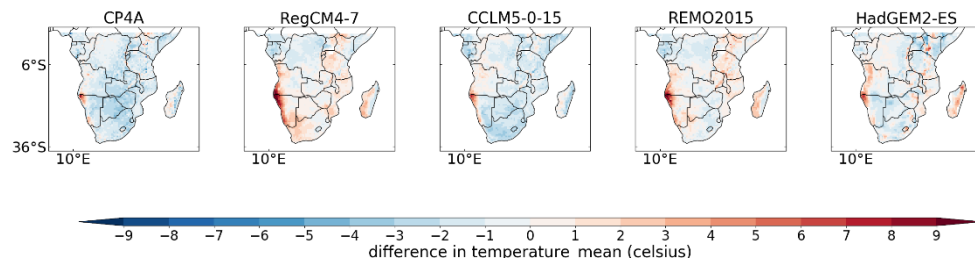 CP4A RegCM4-7 CCLM5-0-15 REMO2015 HadGEM2-ES
6°S
36°S
10°E 10°E 10°E 10°E 10°E
−9 −8 −7 −6 −5 −4 −3 −2 −1 0 1 2 3 4 5 6 7 8 9
difference in temperature mean (celsius)